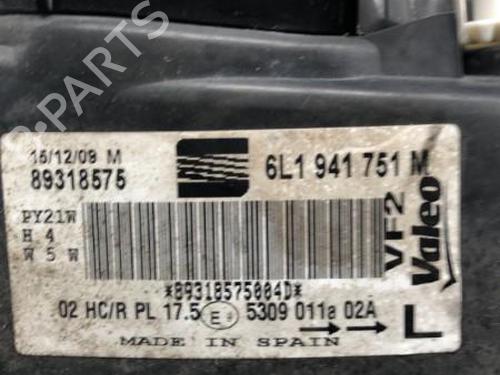 B-PARTS
15/12/09 M
89318575
6L1 941 751 M
PY21W
H 4
W 5 W
VF2
Valeo
*89318575004D*
02 HC/R PL 17.5
5309 011a 02A
L
MADE IN SPAIN